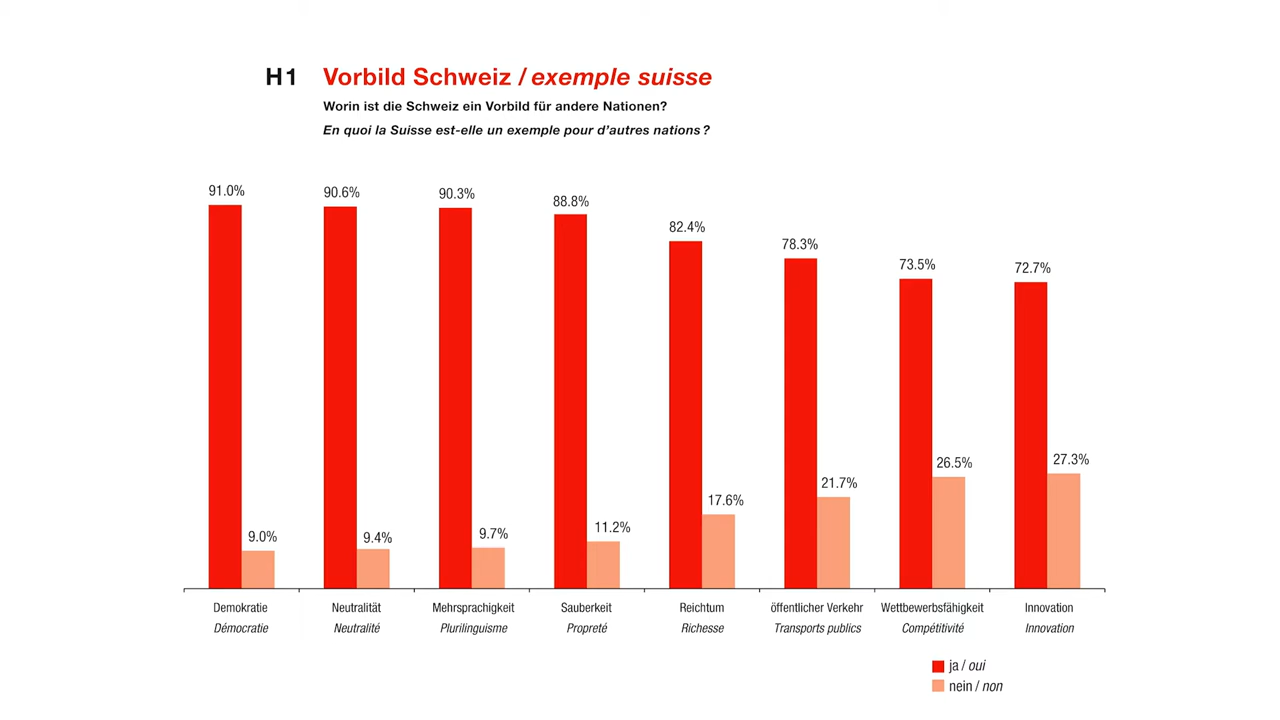 H1 Vorbild Schweiz / exemple suisse
Worin ist die Schweiz ein Vorbild für andere Nationen?
En quoi la Suisse est-elle un exemple pour d'autres nations ?
91.0% 90.6% 90.3% 88.8% 82.4% 78.3% 73.5% 72.7%
9.0% 9.4% 9.7% 11.2% 17.6% 21.7% 26.5% 27.3%
Demokratie Neutralität Mehrsprachigkeit Sauberkeit Reichtum öffentlicher Verkehr Wettbewerbsfähigkeit Innovation
Démocratie Neutralité Plurilinguisme Propreté Richesse Transports publics Compétitivité Innovation
ja / oui
nein / non